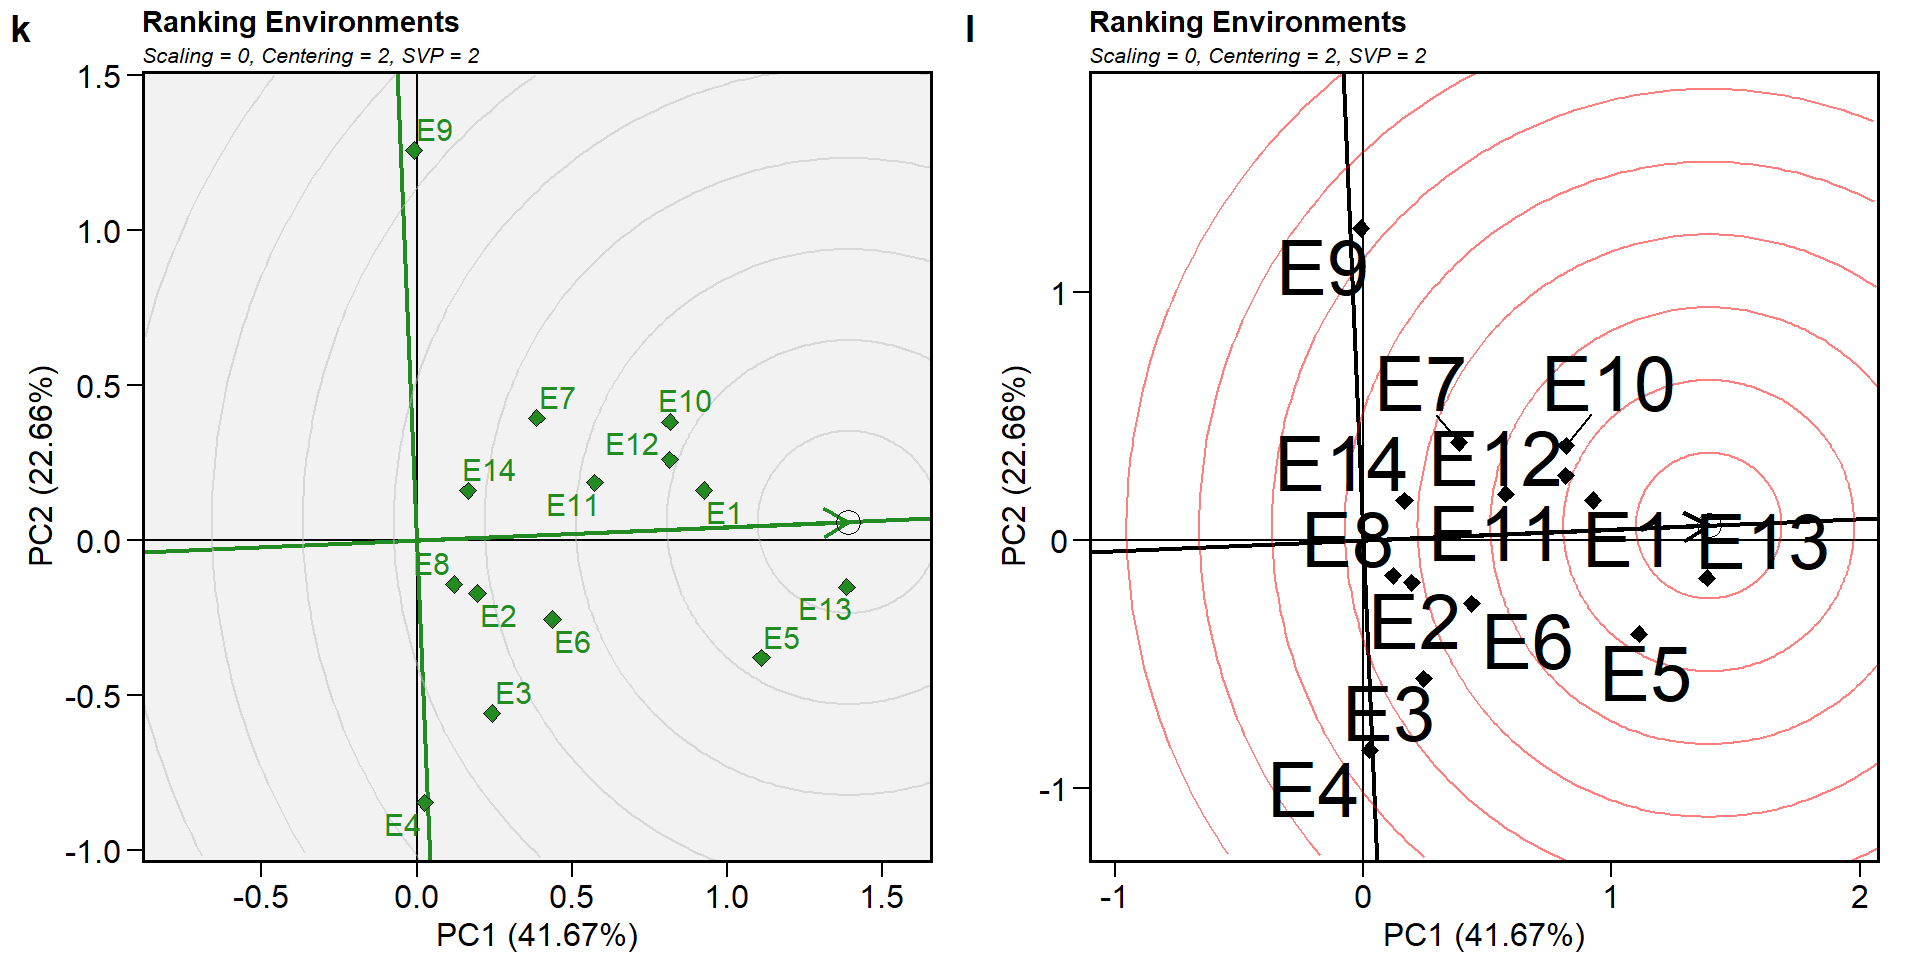 k
Ranking Environments
Scaling = 0, Centering = 2, SVP = 2
1.5
1.0
0.5
0.0
-0.5
-1.0
PC2 (22.66%)
E9
E7
E10
E12
E14
E11
E1
E8
E2
E13
E6
E5
E3
E4
-0.5
0.0
0.5
1.0
1.5
PC1 (41.67%)
l
Ranking Environments
Scaling = 0, Centering = 2, SVP = 2
1
0
-1
PC2 (22.66%)
E9
E7
E10
E14
E12
E8
E11
E1
E13
E2
E6
E5
E3
E4
-1
0
1
2
PC1 (41.67%)